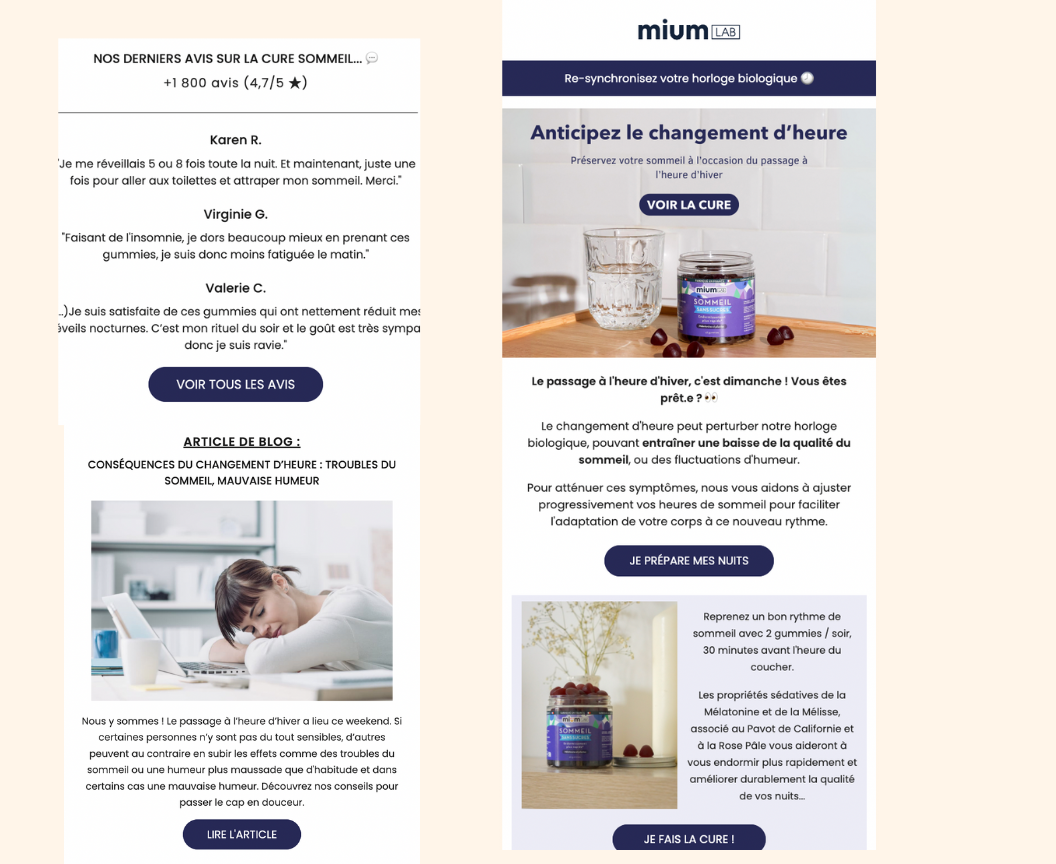 NOS DERNIERS AVIS SUR LA CURE SOMMEIL... 💬
+1 800 avis (4,7/5 ★)
Karen R.
"Je me réveillais 5 ou 8 fois toute la nuit. Et maintenant, juste une
fois pour aller aux toilettes et attraper mon sommeil. Merci."
Virginie G.
"Faisant de l'insomnie, je dors beaucoup mieux en prenant ces
gummies, je suis donc moins fatiguée le matin."
Valerie C.
..)Je suis satisfaite de ces gummies qui ont nettement réduit mes
éveils nocturnes. C'est mon rituel du soir et le goût est très sympa
donc je suis ravie."
VOIR TOUS LES AVIS
ARTICLE DE BLOG :
CONSÉQUENCES DU CHANGEMENT D'HEURE : TROUBLES DU
SOMMEIL, MAUVAISE HUMEUR
Nous y sommes ! Le passage à l'heure d'hiver a lieu ce weekend. Si
certaines personnes n'y sont pas du tout sensibles, d'autres
peuvent au contraire en subir les effets comme des troubles du
sommeil ou une humeur plus maussade que d'habitude et dans
certains cas une mauvaise humeur. Découvrez nos conseils pour
passer le cap en douceur.
LIRE L'ARTICLE
mium LAB
Re-synchronisez votre horloge biologique 🕗
Anticipez le changement d'heure
Préservez votre sommeil à l'occasion du passage à
l'heure d'hiver
VOIR LA CURE
mium
SOMMEIL
SANS SUCRES
Le passage à l'heure d'hiver, c'est dimanche ! Vous êtes
prêt.e ? 👀
Le changement d'heure peut perturber notre horloge
biologique, pouvant entraîner une baisse de la qualité du
sommeil, ou des fluctuations d'humeur.
Pour atténuer ces symptômes, nous vous aidons à ajuster
progressivement vos heures de sommeil pour faciliter
l'adaptation de votre corps à ce nouveau rythme.
JE PRÉPARE MES NUITS
mium
SOMMEIL
SANS SUCRES
Reprenez un bon rythme de
sommeil avec 2 gummies / soir,
30 minutes avant l'heure du
coucher.
Les propriétés sédatives de la
Mélatonine et de la Mélisse,
associé au Pavot de Californie et
à la Rose Pâle vous aideront à
vous endormir plus rapidement et
améliorer durablement la qualité
de vos nuits...
JE FAIS LA CURE !